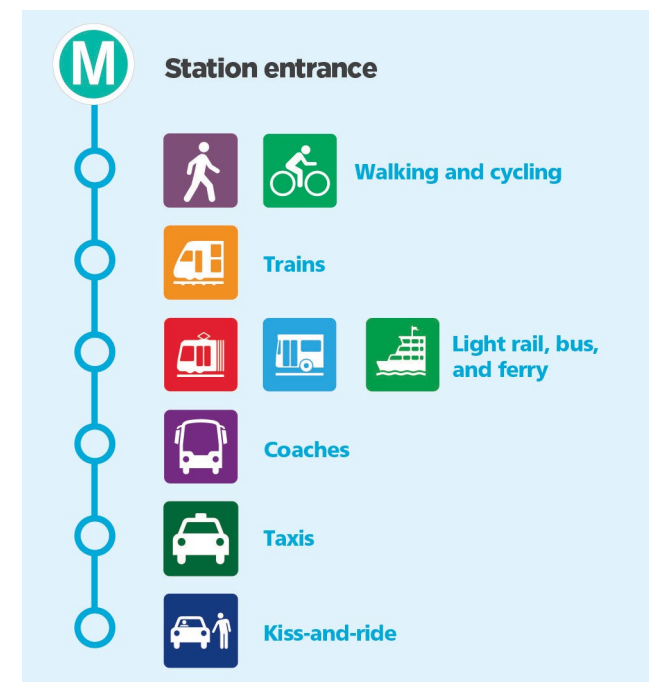 M
Station entrance
Walking and cycling
Trains
Light rail, bus,
and ferry
Coaches
Taxis
Kiss-and-ride